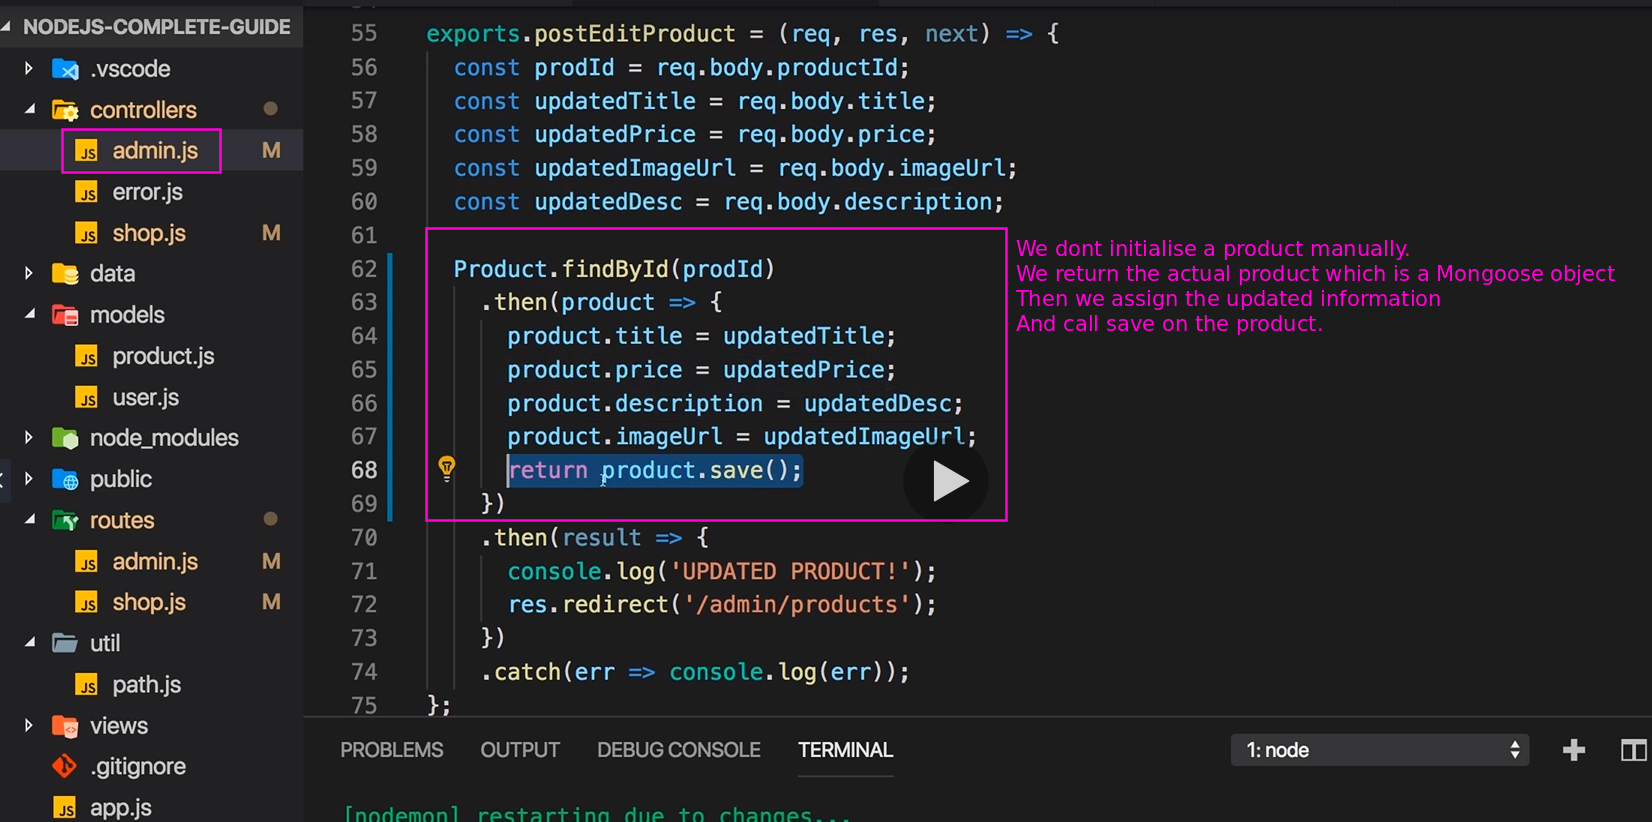 NODEJS-COMPLETE-GUIDE
.vscode
controllers
admin.js M
error.js
shop.js M
data
models
product.js
user.js
node_modules
public
routes
admin.js M
shop.js M
util
path.js
views
.gitignore
app.js
55 exports.postEditProduct = (req, res, next) => {
56 const prodId = req.body.productId;
57 const updatedTitle = req.body.title;
58 const updatedPrice = req.body.price;
59 const updatedImageUrl = req.body.imageUrl;
60 const updatedDesc = req.body.description;
61
62 Product.findById(prodId)
63 .then(product => {
64 product.title = updatedTitle;
65 product.price = updatedPrice;
66 product.description = updatedDesc;
67 product.imageUrl = updatedImageUrl;
68 return product.save();
69 })
70 .then(result => {
71 console.log('UPDATED PRODUCT!');
72 res.redirect('/admin/products');
73 })
74 .catch(err => console.log(err));
75 };
We dont initialise a product manually.
We return the actual product which is a Mongoose object
Then we assign the updated information
And call save on the product.
PROBLEMS OUTPUT DEBUG CONSOLE TERMINAL 1: node
[nodemon] restarting due to changes...